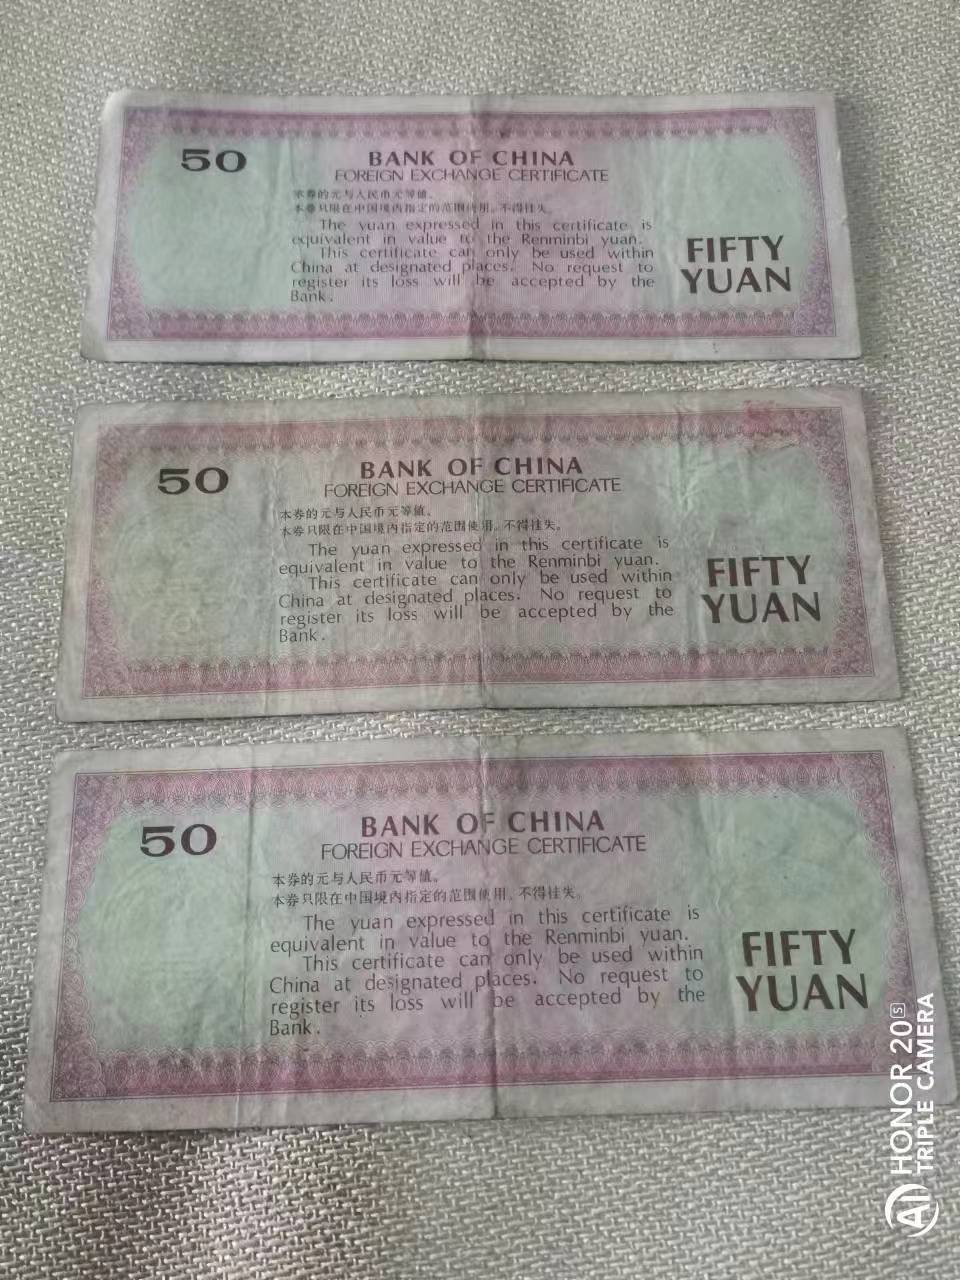 50
BANK OF CHINA
FOREIGN EXCHANGE CERTIFICATE
本券的元与人民币元等值。
本券只限在中国境内指定的范围使用。不得挂失。
The yuan expressed in this certificate is
equivalent in value to the Renminbi yuan.
This certificate can only be used within
China at designated places. No request to
register its loss will be accepted by the
Bank.
FIFTY
YUAN
50
BANK OF CHINA
FOREIGN EXCHANGE CERTIFICATE
本券的元与人民币元等值。
本券只限在中国境内指定的范围使用。不得挂失。
The yuan expressed in this certificate is
equivalent in value to the Renminbi yuan.
This certificate can only be used within
China at designated places. No request to
register its loss will be accepted by the
Bank.
FIFTY
YUAN
50
BANK OF CHINA
FOREIGN EXCHANGE CERTIFICATE
本券的元与人民币元等值。
本券只限在中国境内指定的范围使用。不得挂失。
The yuan expressed in this certificate is
equivalent in value to the Renminbi yuan.
This certificate can only be used within
China at designated places. No request to
register its loss will be accepted by the
Bank.
FIFTY
YUAN
AI HONOR 20S
TRIPLE CAMERA